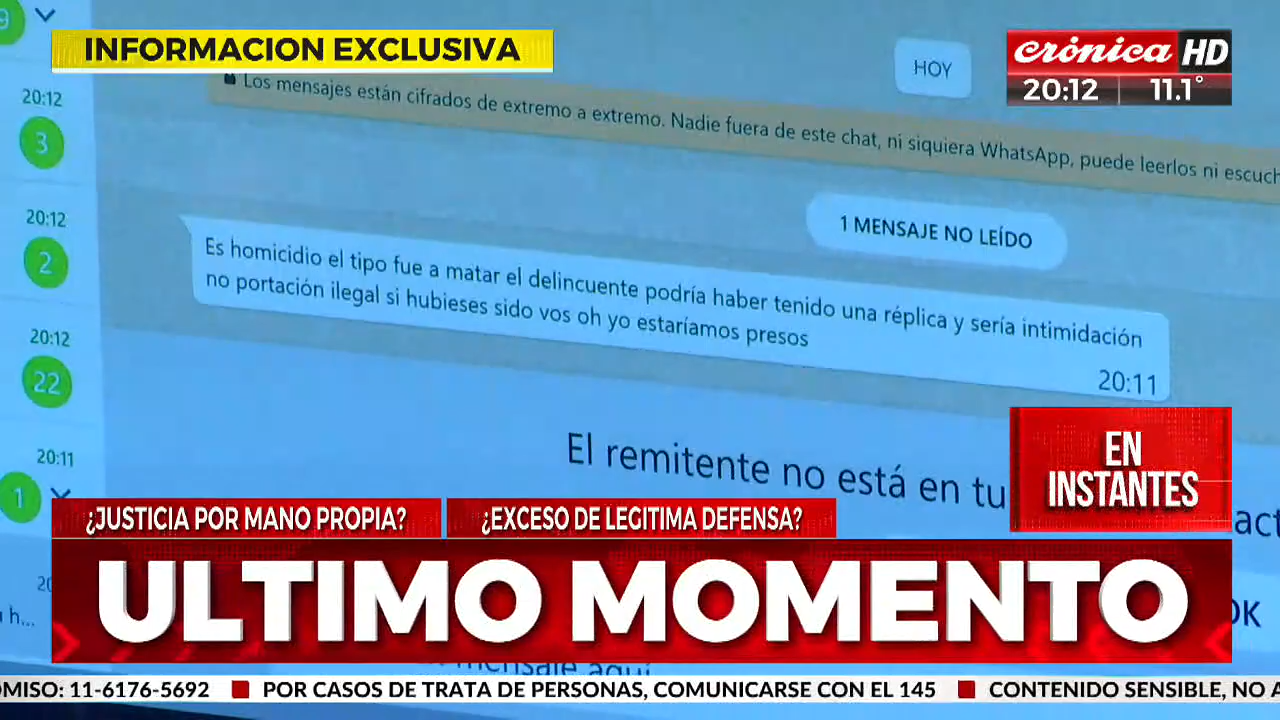 INFORMACION EXCLUSIVA
crónica HD
20:12 11.1°
HOY
Los mensajes están cifrados de extremo a extremo. Nadie fuera de este chat, ni siquiera WhatsApp, puede leerlos ni escuch
20:12
3
1 MENSAJE NO LEÍDO
20:12
2
Es homicidio el tipo fue a matar el delincuente podría haber tenido una réplica y sería intimidación
no portación ilegal si hubieses sido vos oh yo estaríamos presos
20:11
20:12
22
El remitente no está en tu
EN
INSTANTES
20:11
1
¿JUSTICIA POR MANO PROPIA? ¿EXCESO DE LEGITIMA DEFENSA?
ULTIMO MOMENTO
OMISO: 11-6176-5692 POR CASOS DE TRATA DE PERSONAS, COMUNICARSE CON EL 145 CONTENIDO SENSIBLE, NO A